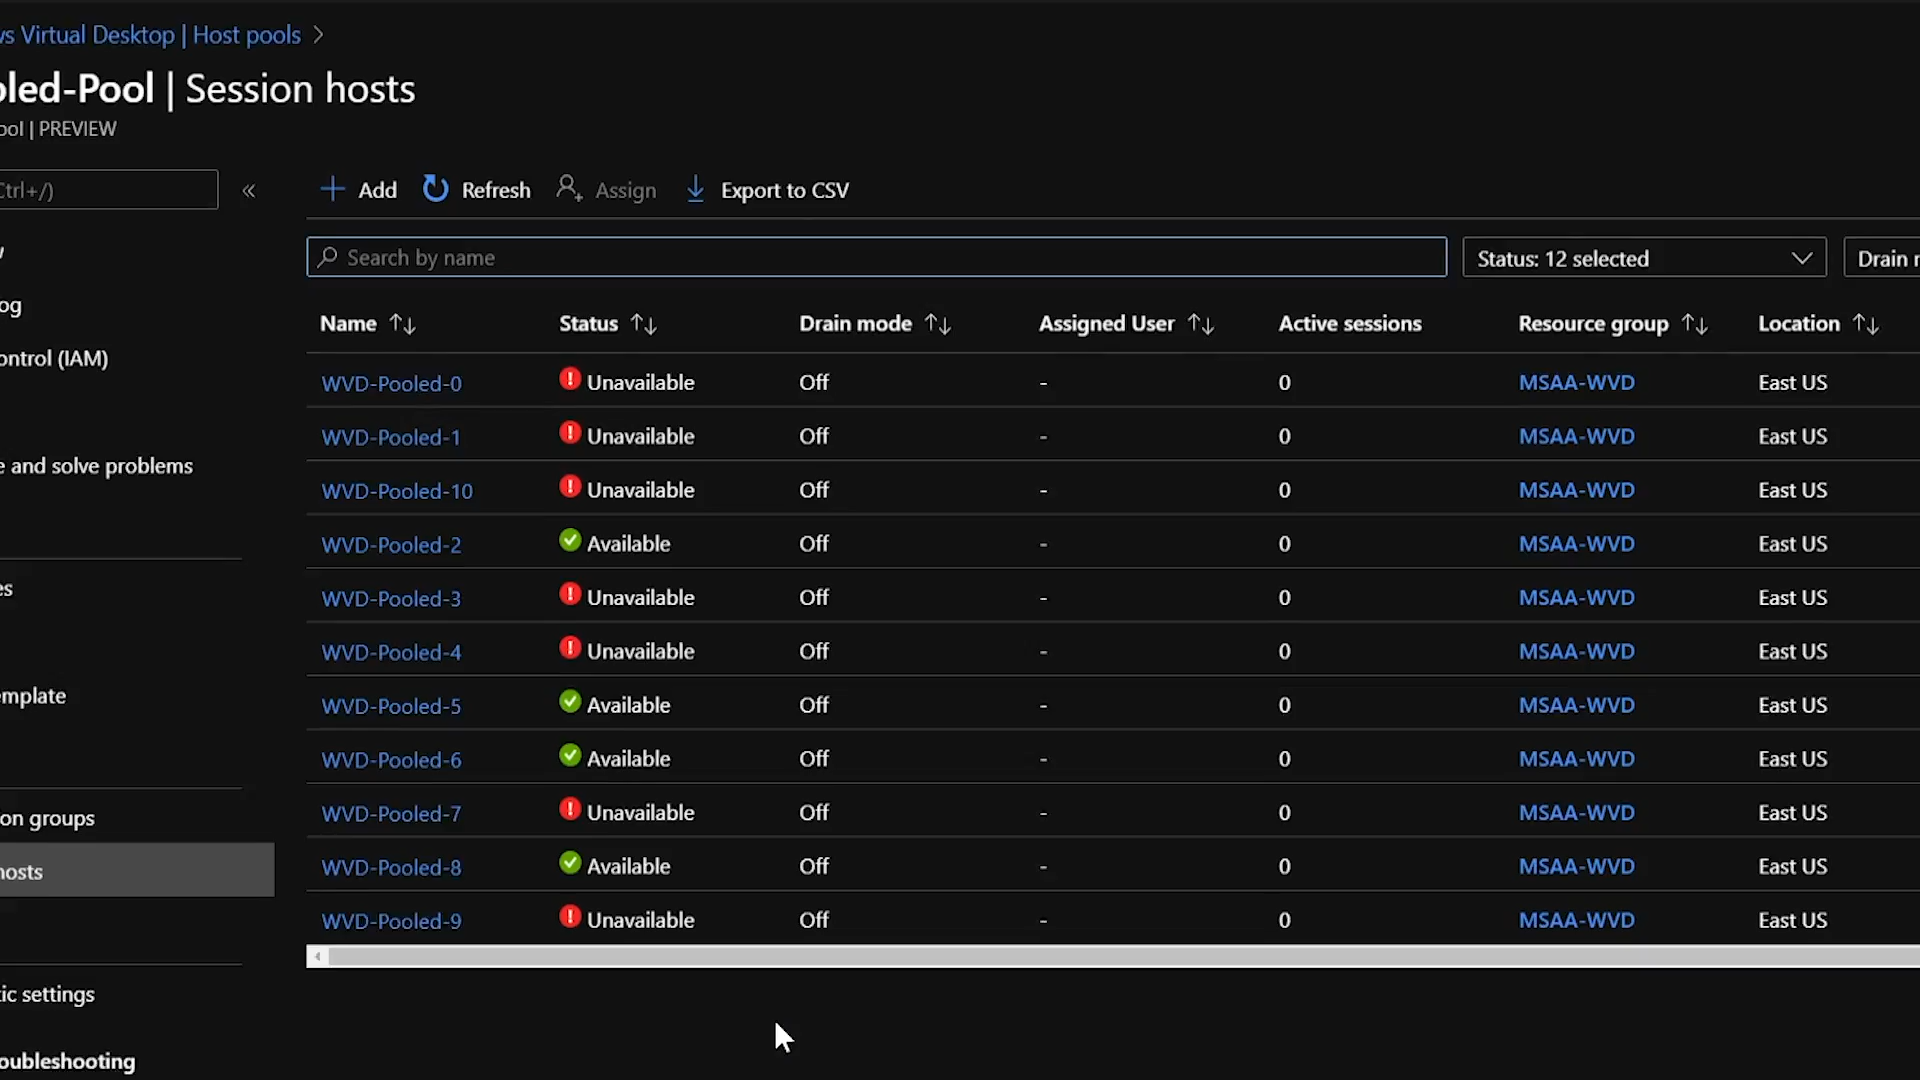 Virtual Desktop | Host pools >
-Pool | Session hosts
| PREVIEW
Ctrl+/)
«
+ Add Refresh Assign Export to CSV
Search by name
Status: 12 selected
Drain
Name ↑↓ Status ↑↓ Drain mode ↑↓ Assigned User ↑↓ Active sessions Resource group ↑↓ Location ↑↓
WVD-Pooled-0 Unavailable Off - 0 MSAA-WVD East US
WVD-Pooled-1 Unavailable Off - 0 MSAA-WVD East US
WVD-Pooled-10 Unavailable Off - 0 MSAA-WVD East US
WVD-Pooled-2 Available Off - 0 MSAA-WVD East US
WVD-Pooled-3 Unavailable Off - 0 MSAA-WVD East US
WVD-Pooled-4 Unavailable Off - 0 MSAA-WVD East US
WVD-Pooled-5 Available Off - 0 MSAA-WVD East US
WVD-Pooled-6 Available Off - 0 MSAA-WVD East US
WVD-Pooled-7 Unavailable Off - 0 MSAA-WVD East US
WVD-Pooled-8 Available Off - 0 MSAA-WVD East US
WVD-Pooled-9 Unavailable Off - 0 MSAA-WVD East US
og
ontrol (IAM)
e and solve problems
es
emplate
on groups
hosts
ic settings
oubleshooting